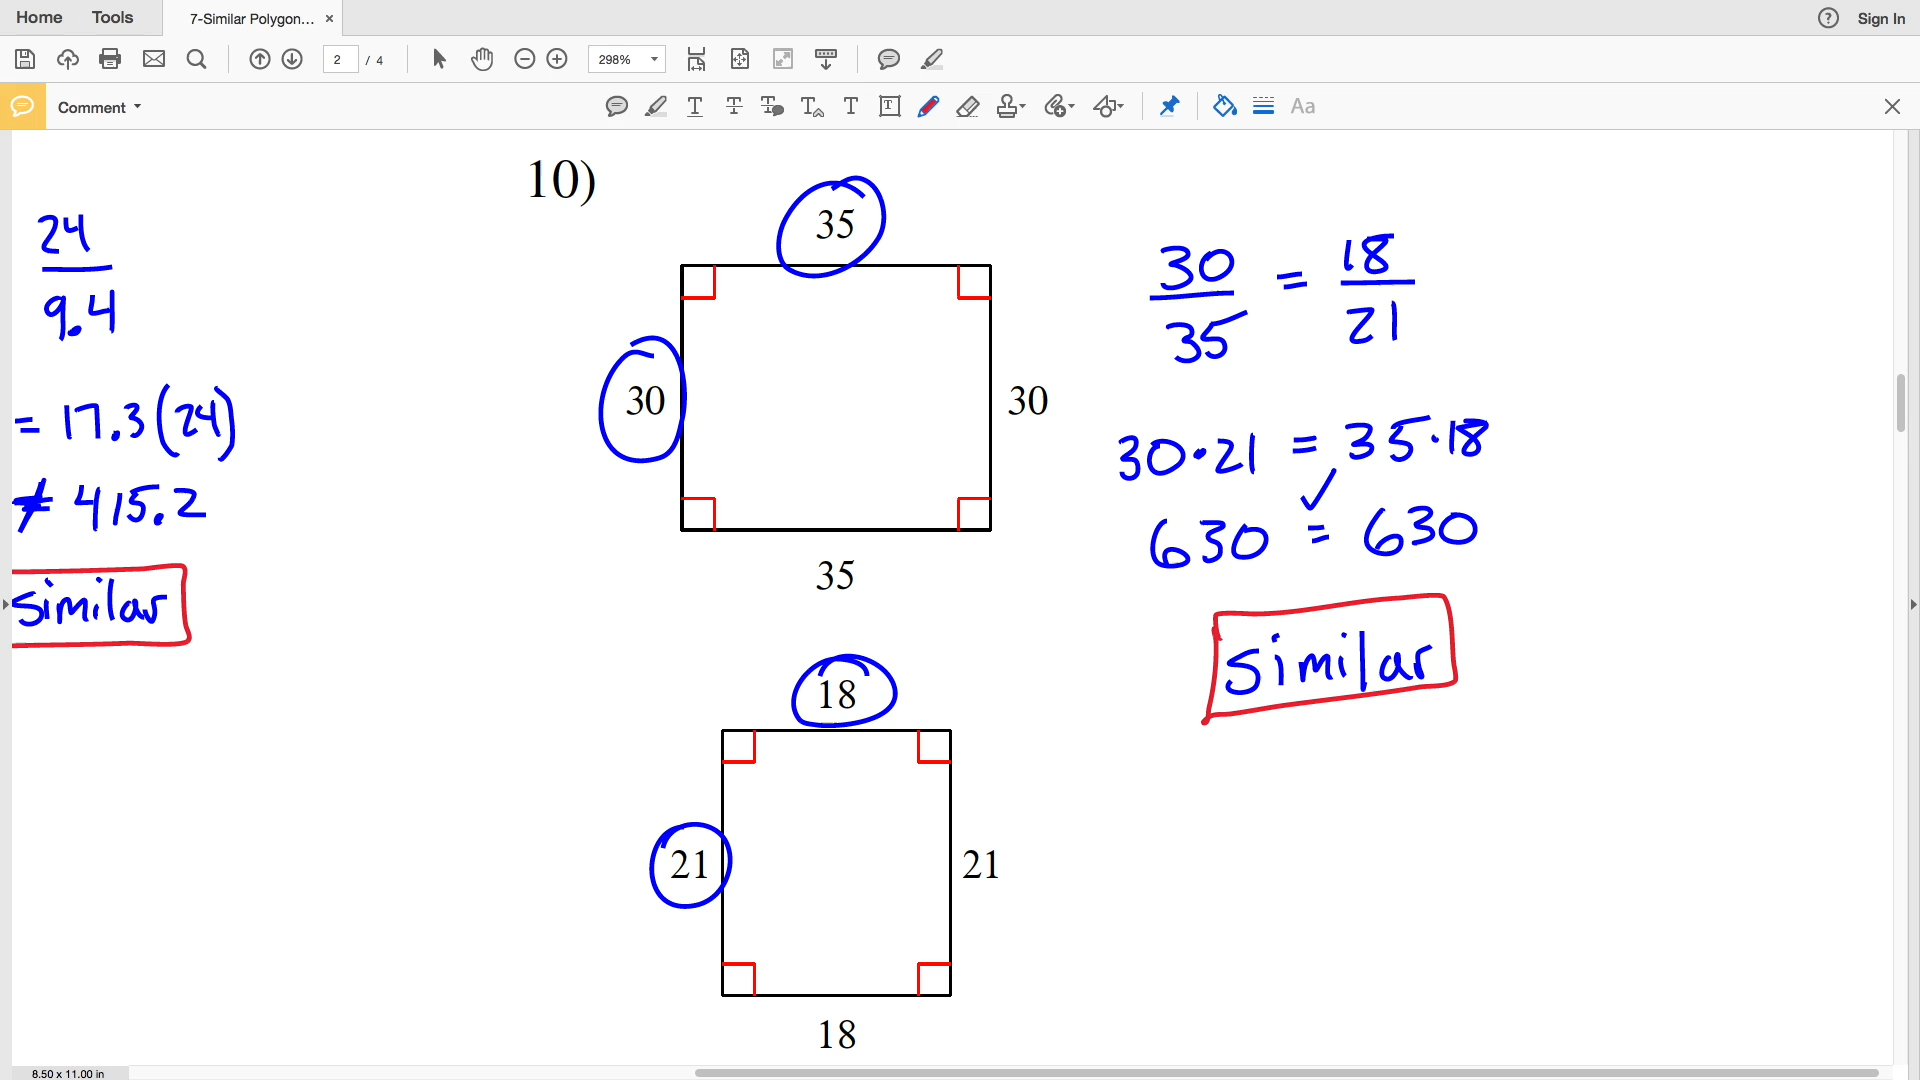 Home Tools 7-Similar Polygon... × ? Sign In
2 / 4 298%
Comment Aa
10)
24
9.4
= 17.3(24)
≠ 415.2
Similar
35
30
30
35
18
21
21
18
30 = 18
35 21
30·21 = 35·18
✓
630 = 630
Similar
8.50 x 11.00 in